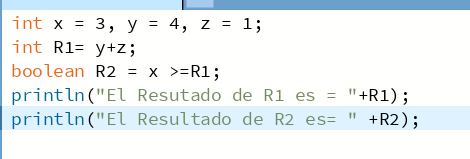 int x = 3, y = 4, z = 1;
int R1= y+z;
boolean R2 = x >=R1;
println("El Resutado de R1 es = "+R1);
println("El Resultado de R2 es= " +R2);